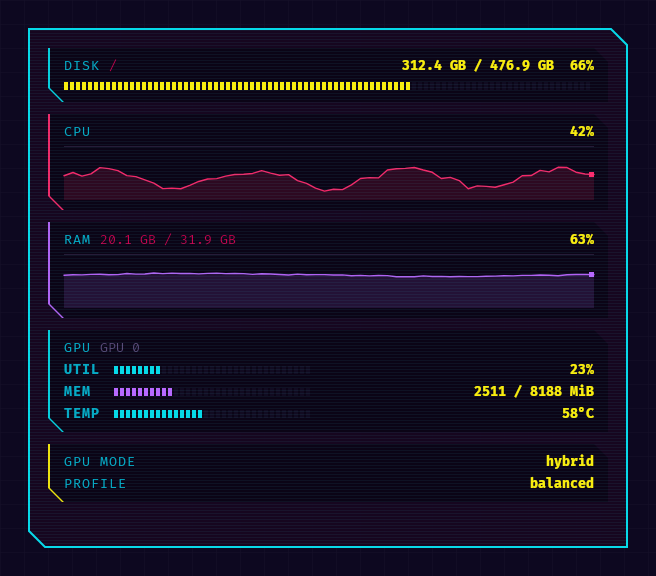 DISK / 312.4 GB / 476.9 GB 66%
CPU 42%
RAM 20.1 GB / 31.9 GB 63%
GPU GPU 0
UTIL 23%
MEM 2511 / 8188 MiB
TEMP 58°C
GPU MODE hybrid
PROFILE balanced